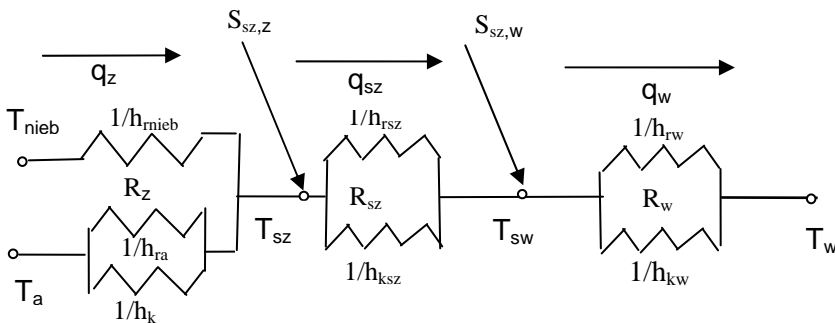 S_sz,z
S_sz,w
q_z
q_sz
q_w
T_nieb
1/h_rnieb
1/h_rsz
1/h_rw
R_z
R_sz
R_w
T_sz
T_sw
T_w
1/h_ra
T_a
1/h_k
1/h_ksz
1/h_kw